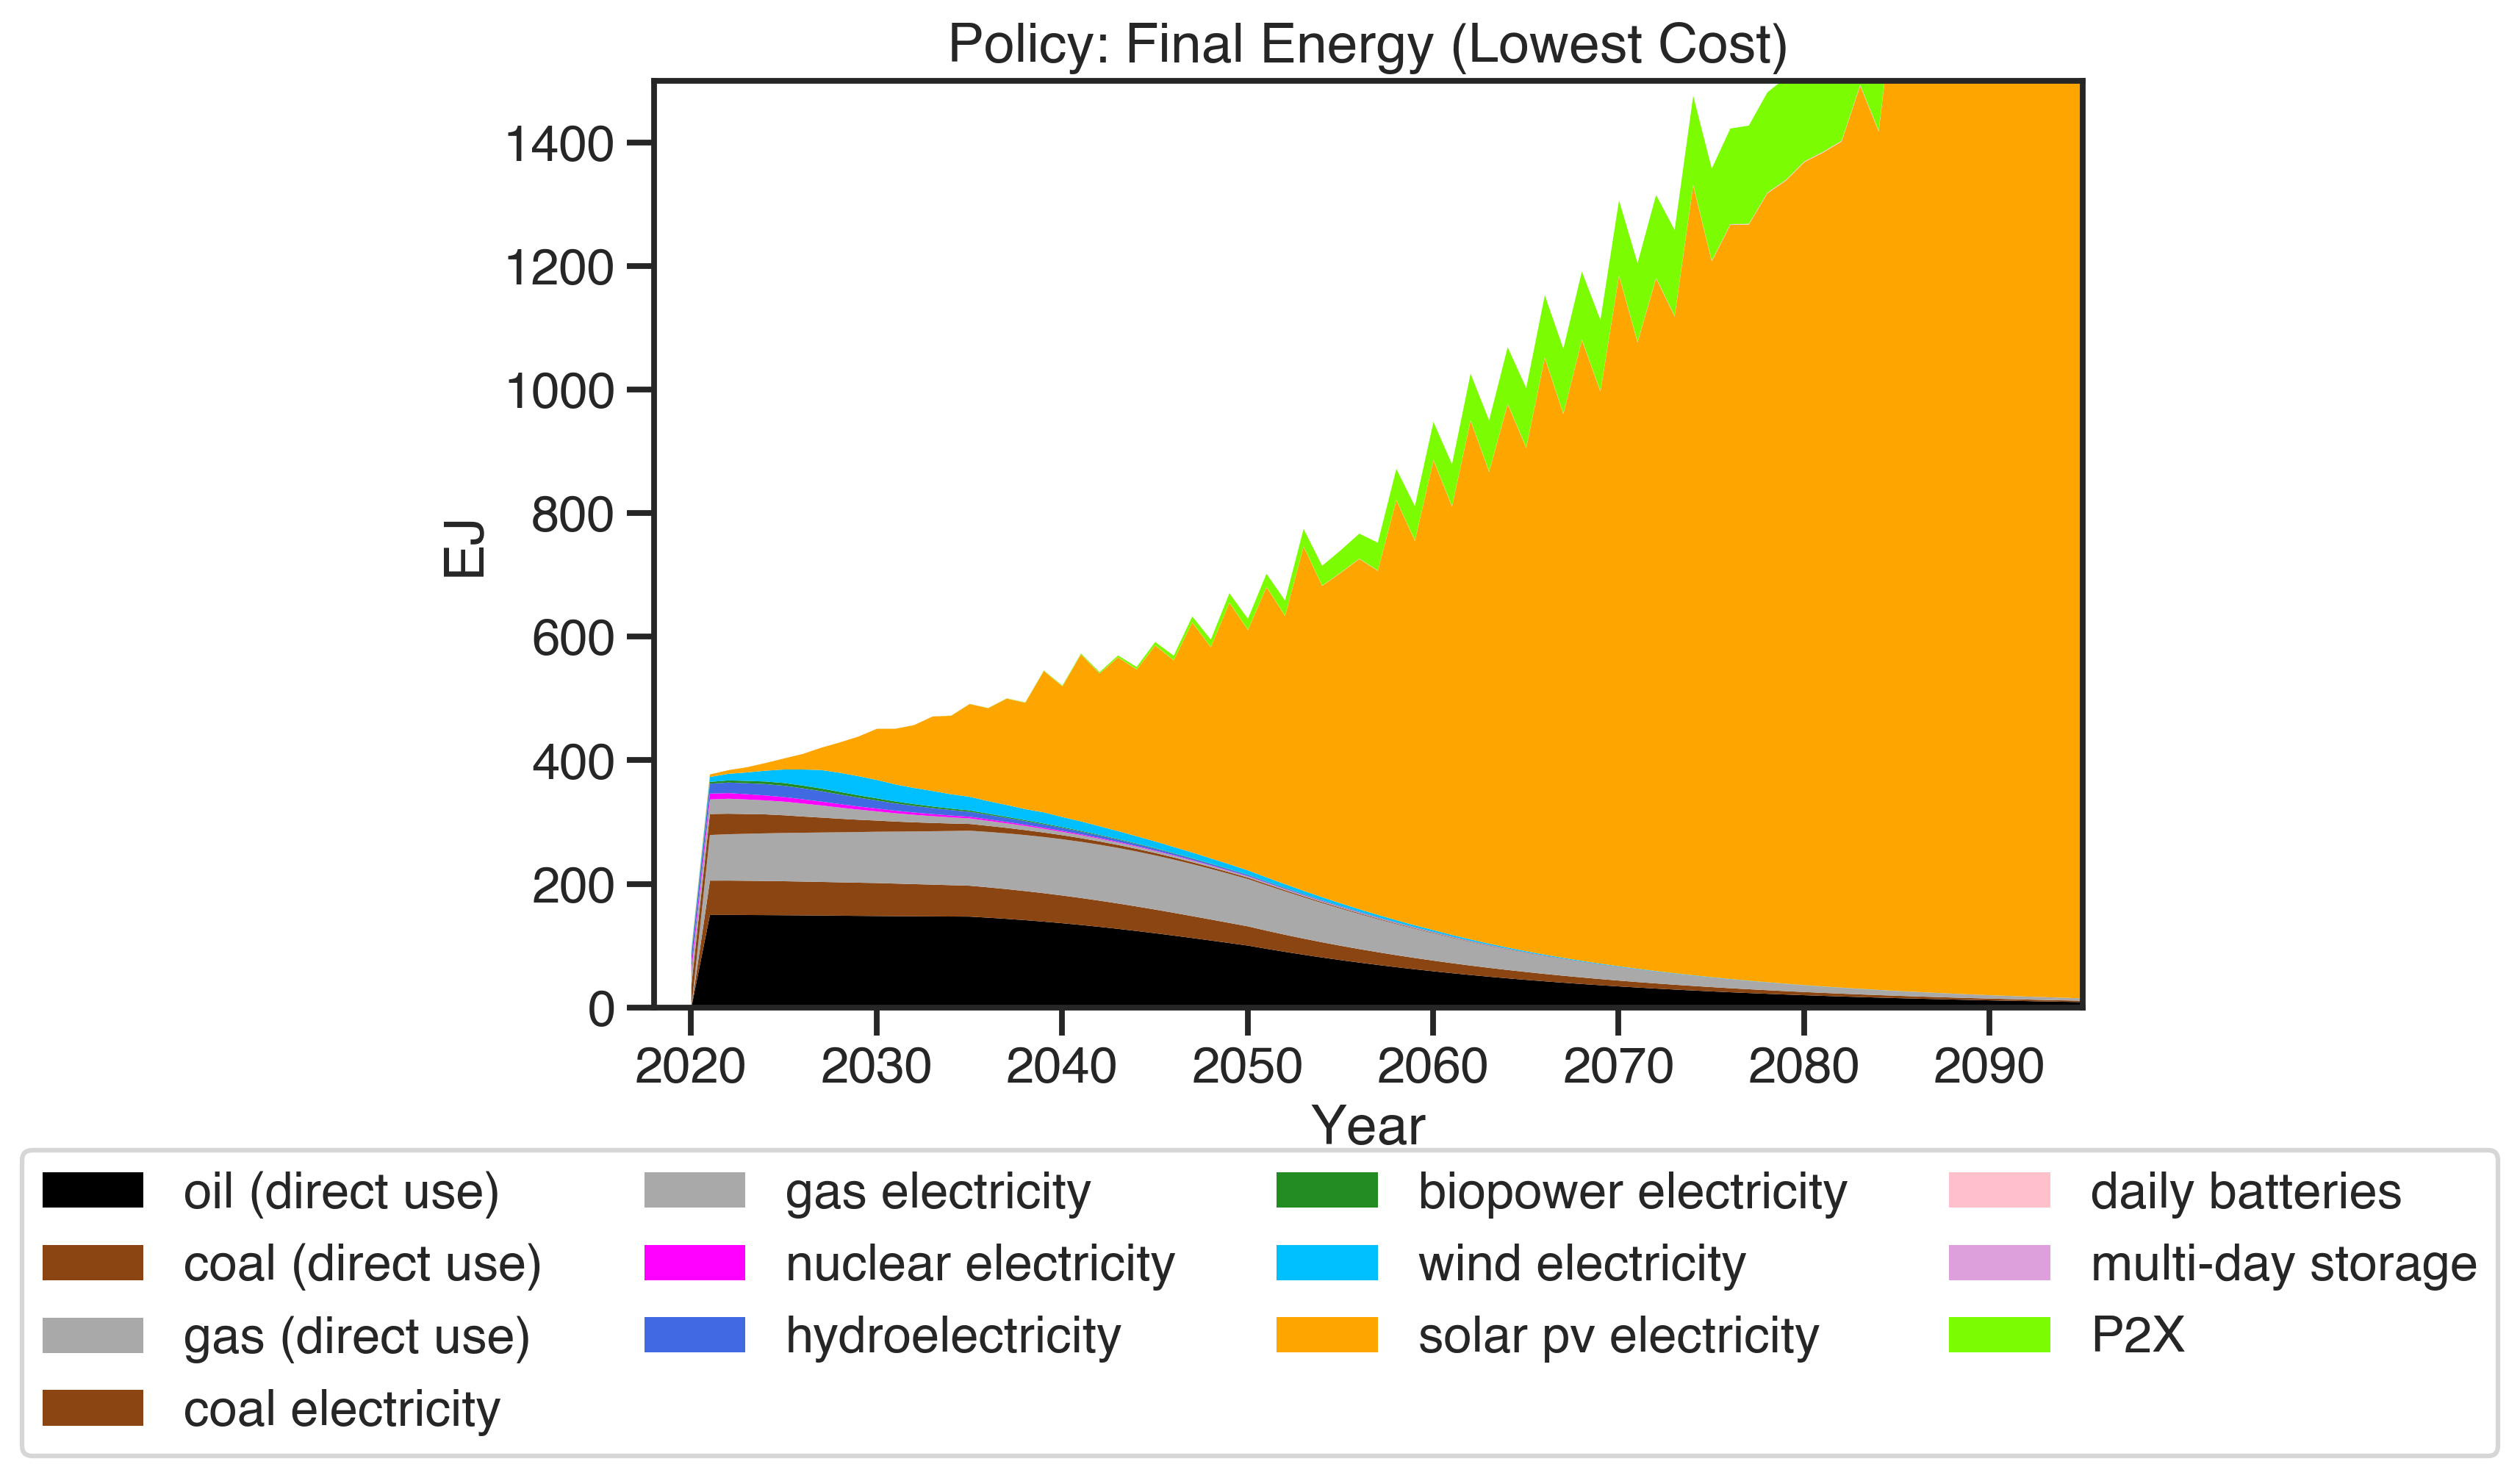 Policy: Final Energy (Lowest Cost)
1400
1200
1000
800
600
400
200
0
EJ
2020 2030 2040 2050 2060 2070 2080 2090
Year
oil (direct use)
coal (direct use)
gas (direct use)
coal electricity
gas electricity
nuclear electricity
hydroelectricity
biopower electricity
wind electricity
solar pv electricity
daily batteries
multi-day storage
P2X